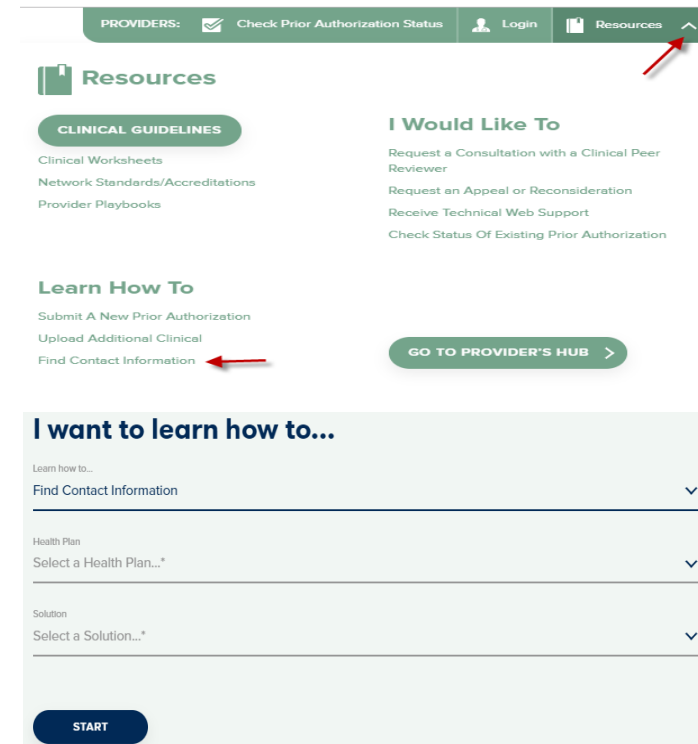 PROVIDERS: Check Prior Authorization Status Login Resources
Resources
CLINICAL GUIDELINES
Clinical Worksheets
Network Standards/Accreditations
Provider Playbooks
I Would Like To
Request a Consultation with a Clinical Peer
Reviewer
Request an Appeal or Reconsideration
Receive Technical Web Support
Check Status Of Existing Prior Authorization
Learn How To
Submit A New Prior Authorization
Upload Additional Clinical
Find Contact Information
GO TO PROVIDER'S HUB
I want to learn how to...
Learn how to...
Find Contact Information
Health Plan
Select a Health Plan...*
Solution
Select a Solution...*
START